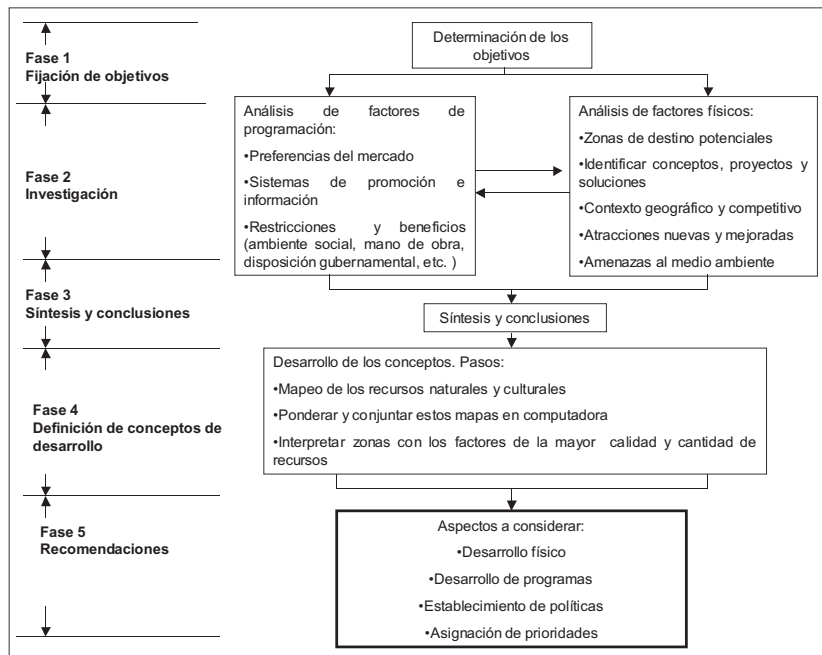 Fase 1
Fijación de objetivos
Fase 2
Investigación
Fase 3
Síntesis y conclusiones
Fase 4
Definición de conceptos de
desarrollo
Fase 5
Recomendaciones
Determinación de los
objetivos
Análisis de factores de
programación:
•Preferencias del mercado
•Sistemas de promoción e
información
•Restricciones y beneficios
(ambiente social, mano de obra,
disposición gubernamental, etc. )
Análisis de factores físicos:
•Zonas de destino potenciales
•Identificar conceptos, proyectos y
soluciones
•Contexto geográfico y competitivo
•Atracciones nuevas y mejoradas
•Amenazas al medio ambiente
Síntesis y conclusiones
Desarrollo de los conceptos. Pasos:
•Mapeo de los recursos naturales y culturales
•Ponderar y conjuntar estos mapas en computadora
•Interpretar zonas con los factores de la mayor calidad y cantidad de
recursos
Aspectos a considerar:
•Desarrollo físico
•Desarrollo de programas
•Establecimiento de políticas
•Asignación de prioridades